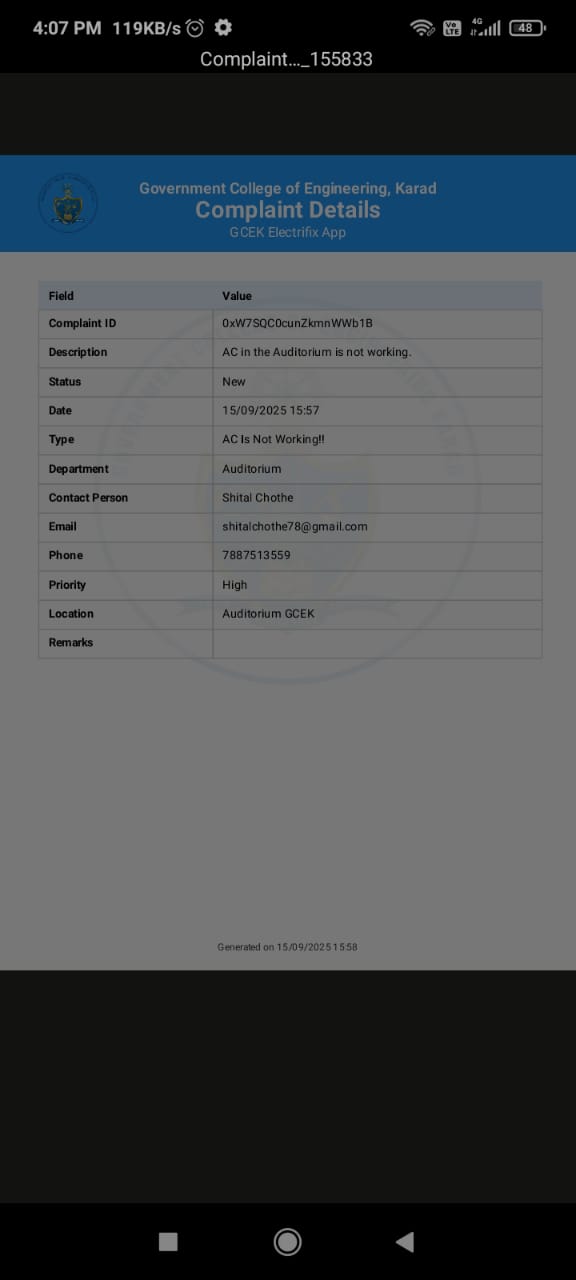 4:07 PM 119KB/s
Vo LTE 4G 48
Complaint..._155833
Government College of Engineering, Karad
Complaint Details
GCEK Electrifix App
Field Value
Complaint ID 0xW7SQC0cunZkmnWWb1B
Description AC in the Auditorium is not working.
Status New
Date 15/09/2025 15:57
Type AC Is Not Working!!
Department Auditorium
Contact Person Shital Chothe
Email shitalchothe78@gmail.com
Phone 7887513559
Priority High
Location Auditorium GCEK
Remarks
Generated on 15/09/2025 15:58